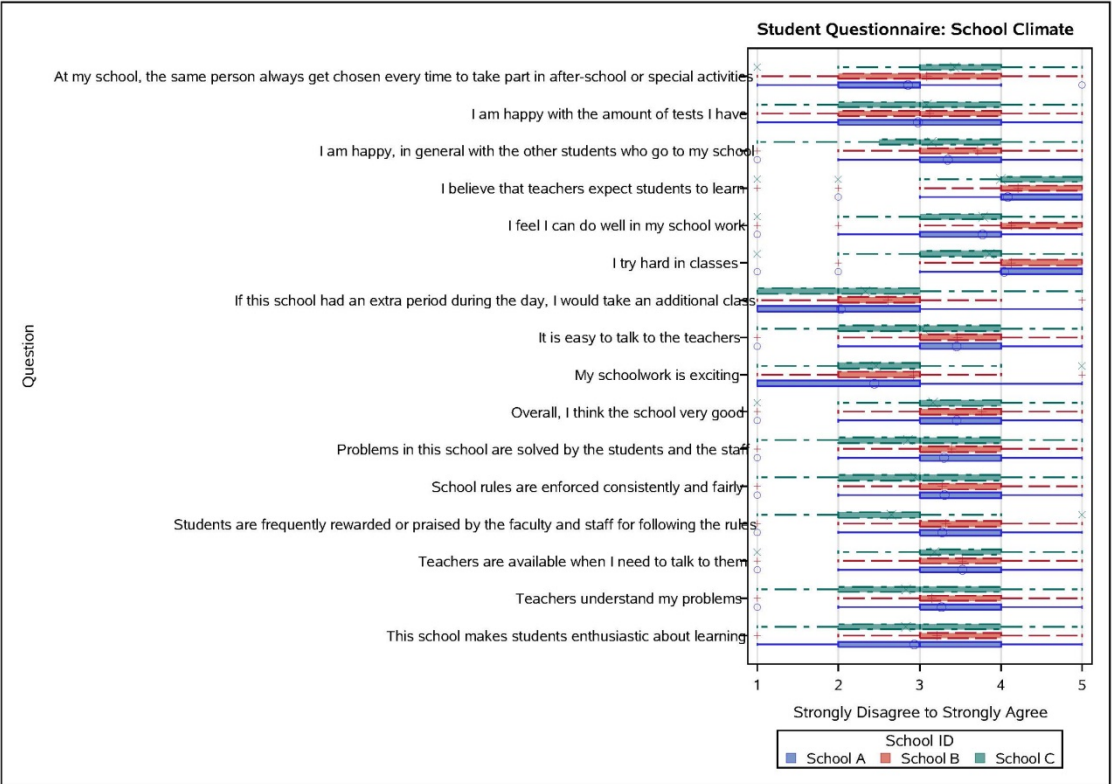 Student Questionnaire: School Climate
At my school, the same person always get chosen every time to take part in after-school or special activities
I am happy with the amount of tests I have
I am happy, in general with the other students who go to my school
I believe that teachers expect students to learn
I feel I can do well in my school work
I try hard in classes
If this school had an extra period during the day, I would take an additional class
It is easy to talk to the teachers
My schoolwork is exciting
Overall, I think the school very good
Problems in this school are solved by the students and the staff
School rules are enforced consistently and fairly
Students are frequently rewarded or praised by the faculty and staff for following the rules
Teachers are available when I need to talk to them
Teachers understand my problems
This school makes students enthusiastic about learning
Question
1 2 3 4 5
Strongly Disagree to Strongly Agree
School ID
School A School B School C